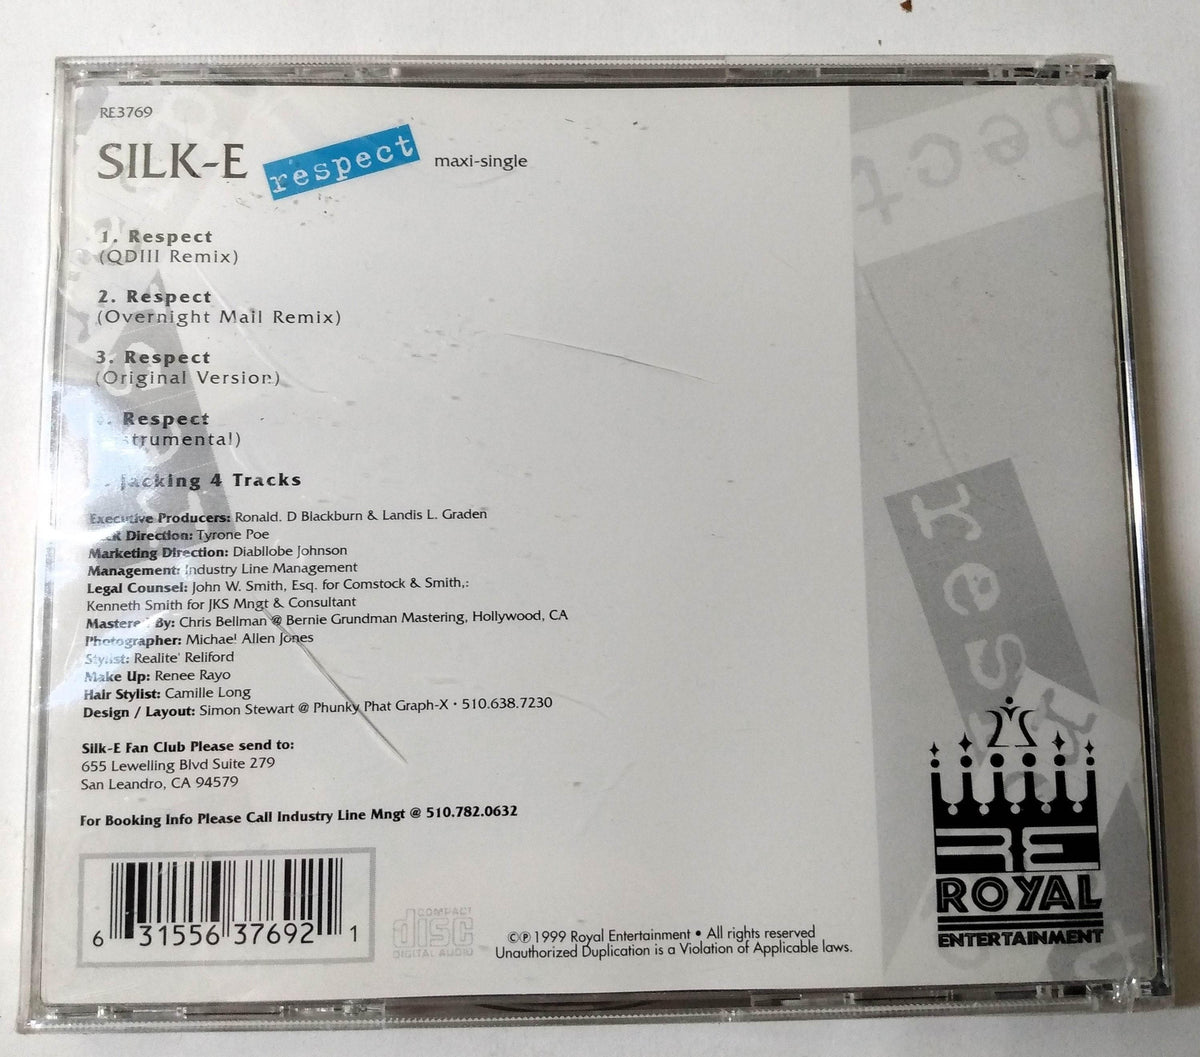 RE3769
SILK-E respect maxi-single
1. Respect
(QDIII Remix)
2. Respect
(Overnight Mail Remix)
3. Respect
(Original Version)
Respect
strumental)
Jacking 4 Tracks
Executive Producers: Ronald. D Blackburn & Landis L. Graden
Direction: Tyrone Poe
Marketing Direction: Diabllobe Johnson
Management: Industry Line Management
Legal Counsel: John W. Smith, Esq. for Comstock & Smith,:
Kenneth Smith for JKS Mngt & Consultant
Mastered By: Chris Bellman @ Bernie Grundman Mastering, Hollywood, CA
Photographer: Michael Allen Jones
Stylist: Realite' Reliford
Make Up: Renee Rayo
Hair Stylist: Camille Long
Design / Layout: Simon Stewart @ Phunky Phat Graph-X • 510.638.7230
Silk-E Fan Club Please send to:
655 Lewelling Blvd Suite 279
San Leandro, CA 94579
For Booking Info Please Call Industry Line Mngt @ 510.782.0632
6 31556 37692 1
COMPACT
disc
DIGITAL AUDIO
©℗ 1999 Royal Entertainment • All rights reserved
Unauthorized Duplication is a Violation of Applicable laws.
pect
resp
RE
ROYAL
ENTERTAINMENT